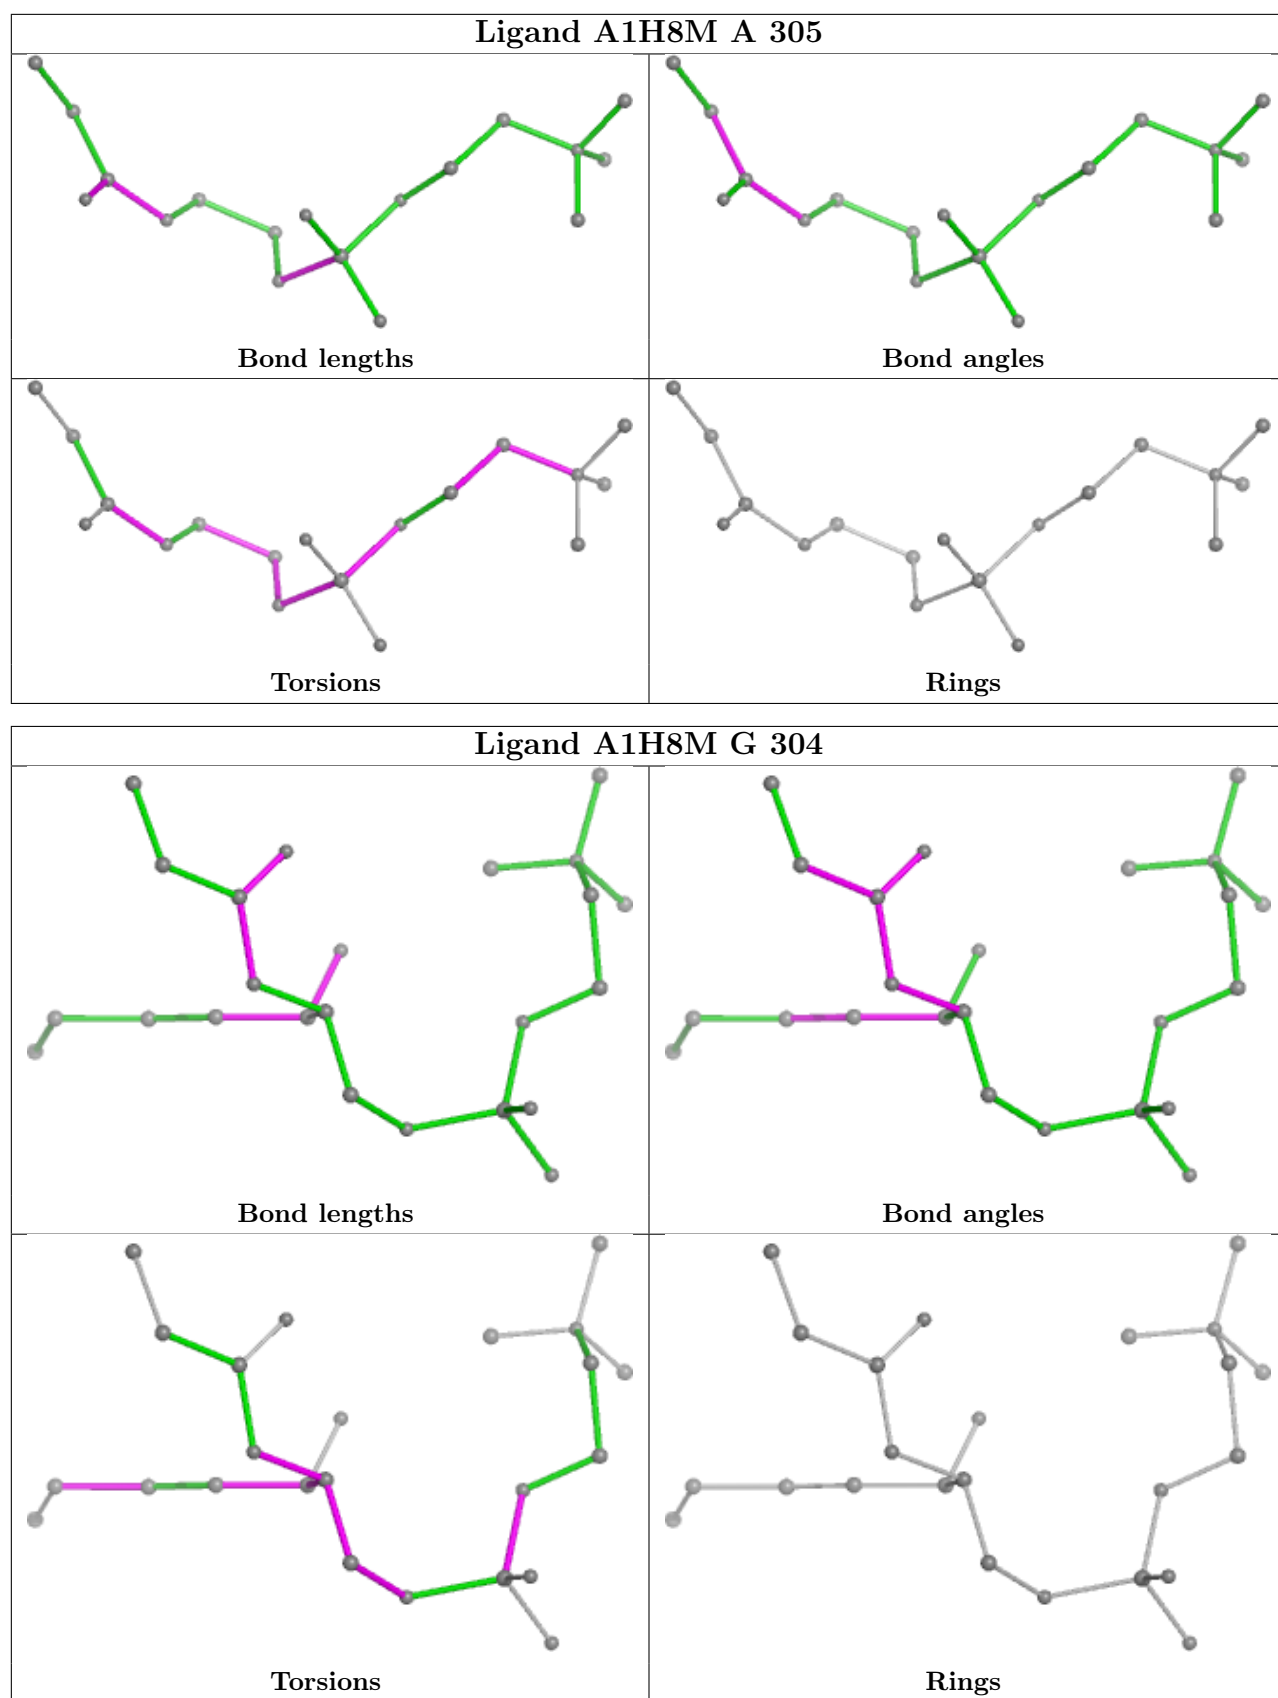 Ligand A1H8M A 305
Bond lengths
Bond angles
Torsions
Rings
Ligand A1H8M G 304
Bond lengths
Bond angles
Torsions
Rings